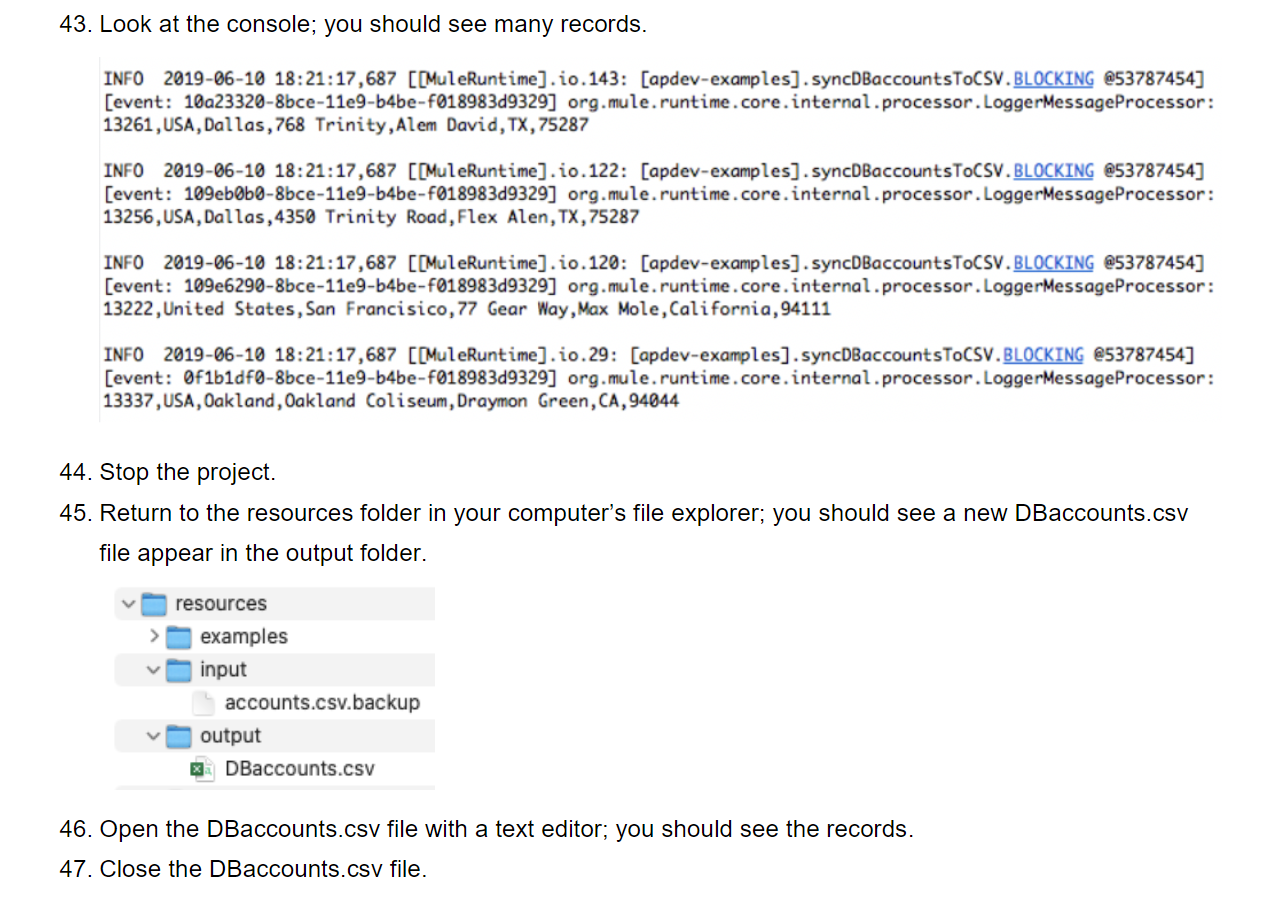 43. Look at the console; you should see many records.
INFO  2019-06-10 18:21:17,687 [[MuleRuntime].io.143: [apdev-examples].syncDBaccountsToCSV.BLOCKING @53787454]
[event: 10a23320-8bce-11e9-b4be-f018983d9329] org.mule.runtime.core.internal.processor.LoggerMessageProcessor:
13261,USA,Dallas,768 Trinity,Alem David,TX,75287
INFO  2019-06-10 18:21:17,687 [[MuleRuntime].io.122: [apdev-examples].syncDBaccountsToCSV.BLOCKING @53787454]
[event: 109eb0b0-8bce-11e9-b4be-f018983d9329] org.mule.runtime.core.internal.processor.LoggerMessageProcessor:
13256,USA,Dallas,4350 Trinity Road,Flex Alen,TX,75287
INFO  2019-06-10 18:21:17,687 [[MuleRuntime].io.120: [apdev-examples].syncDBaccountsToCSV.BLOCKING @53787454]
[event: 109e6290-8bce-11e9-b4be-f018983d9329] org.mule.runtime.core.internal.processor.LoggerMessageProcessor:
13222,United States,San Francisico,77 Gear Way,Max Mole,California,94111
INFO  2019-06-10 18:21:17,687 [[MuleRuntime].io.29: [apdev-examples].syncDBaccountsToCSV.BLOCKING @53787454]
[event: 0f1b1df0-8bce-11e9-b4be-f018983d9329] org.mule.runtime.core.internal.processor.LoggerMessageProcessor:
13337,USA,Oakland,Oakland Coliseum,Draymon Green,CA,94044
44. Stop the project.
45. Return to the resources folder in your computer’s file explorer; you should see a new DBaccounts.csv
file appear in the output folder.
resources
examples
input
accounts.csv.backup
output
DBaccounts.csv
46. Open the DBaccounts.csv file with a text editor; you should see the records.
47. Close the DBaccounts.csv file.